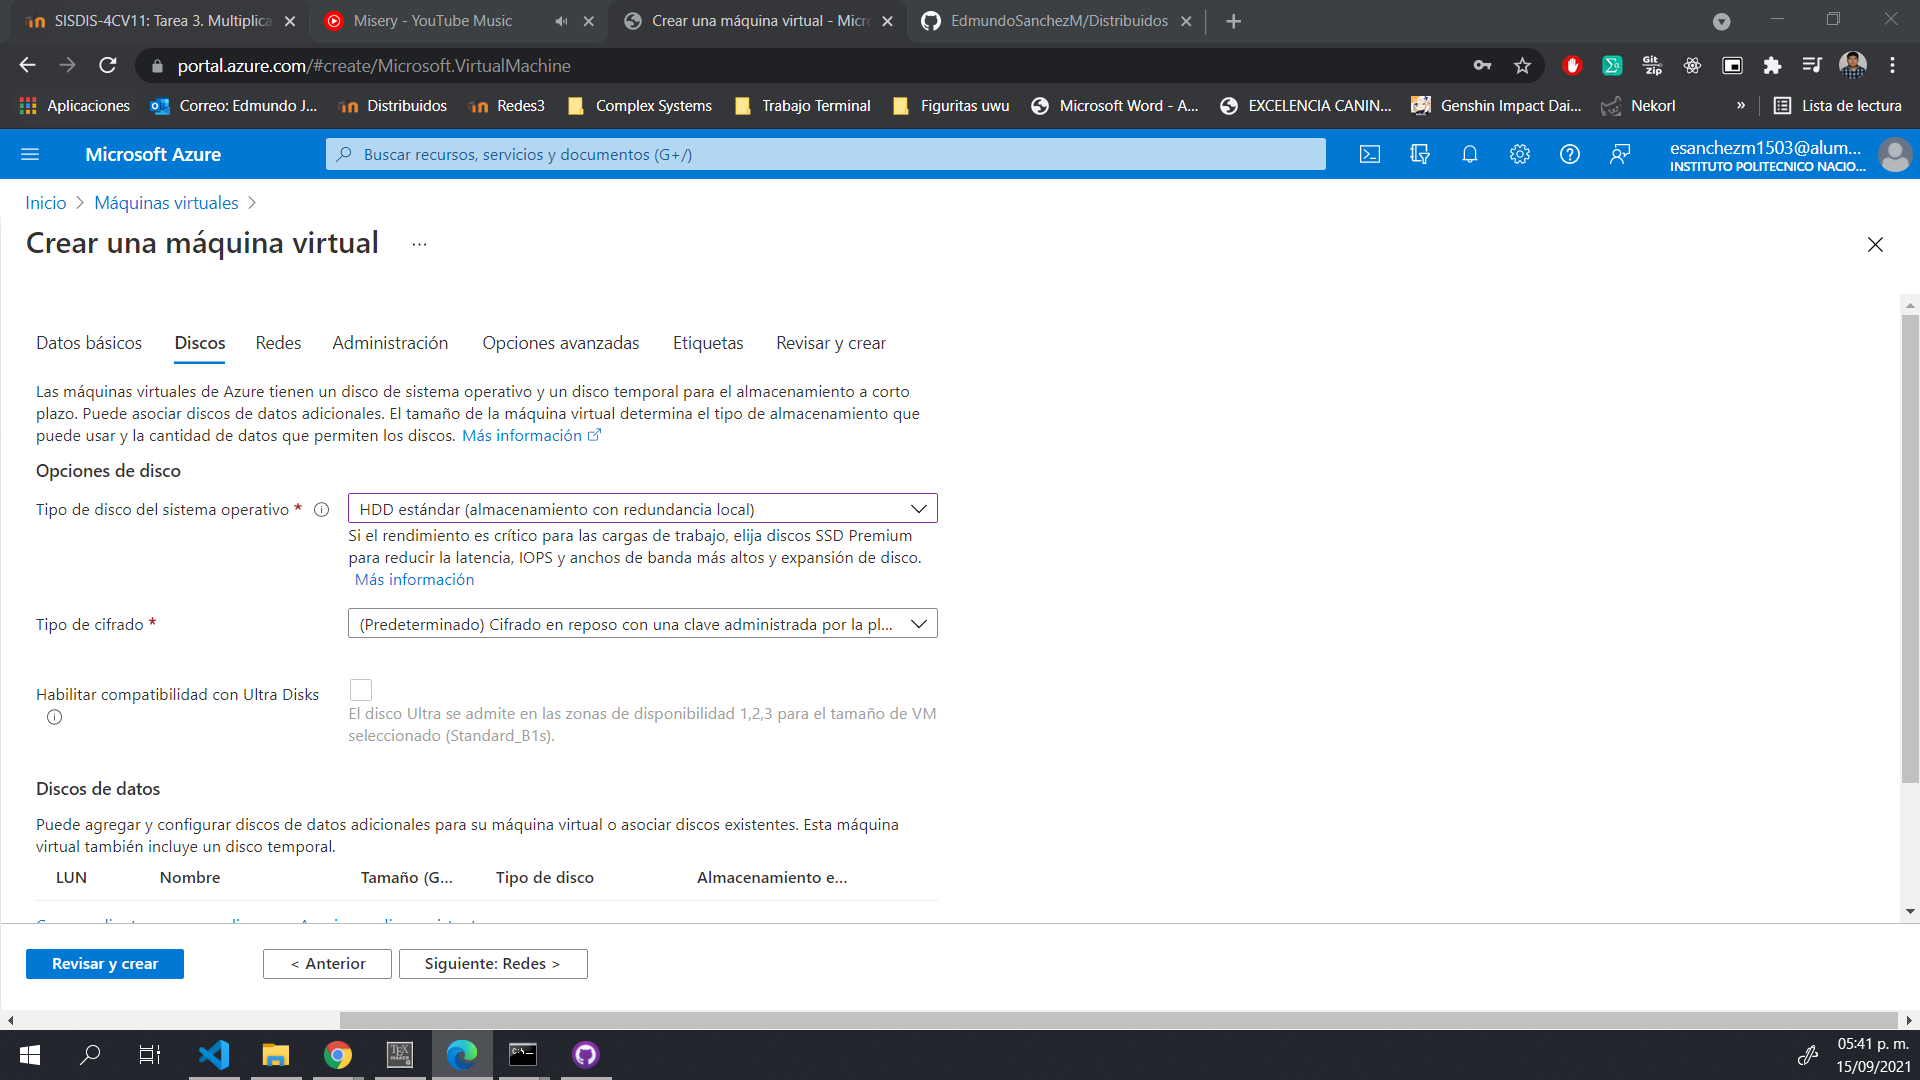 SISDIS-4CV11: Tarea 3. Multiplica
Misery - YouTube Music
Crear una máquina virtual - Micro
EdmundoSanchezM/Distribuidos
portal.azure.com/#create/Microsoft.VirtualMachine
Aplicaciones
Correo: Edmundo J...
Distribuidos
Redes3
Complex Systems
Trabajo Terminal
Figuritas uwu
Microsoft Word - A...
EXCELENCIA CANIN...
Genshin Impact Dai...
Nekorl
»
Lista de lectura
Microsoft Azure
Buscar recursos, servicios y documentos (G+/)
esanchezm1503@alum...
INSTITUTO POLITECNICO NACIO...
Inicio > Máquinas virtuales >
Crear una máquina virtual ...
Datos básicos
Discos
Redes
Administración
Opciones avanzadas
Etiquetas
Revisar y crear
Las máquinas virtuales de Azure tienen un disco de sistema operativo y un disco temporal para el almacenamiento a corto
plazo. Puede asociar discos de datos adicionales. El tamaño de la máquina virtual determina el tipo de almacenamiento que
puede usar y la cantidad de datos que permiten los discos. Más información
Opciones de disco
Tipo de disco del sistema operativo *
HDD estándar (almacenamiento con redundancia local)
Si el rendimiento es crítico para las cargas de trabajo, elija discos SSD Premium
para reducir la latencia, IOPS y anchos de banda más altos y expansión de disco.
Más información
Tipo de cifrado *
(Predeterminado) Cifrado en reposo con una clave administrada por la pl...
Habilitar compatibilidad con Ultra Disks
El disco Ultra se admite en las zonas de disponibilidad 1,2,3 para el tamaño de VM
seleccionado (Standard_B1s).
Discos de datos
Puede agregar y configurar discos de datos adicionales para su máquina virtual o asociar discos existentes. Esta máquina
virtual también incluye un disco temporal.
LUN
Nombre
Tamaño (G...
Tipo de disco
Almacenamiento e...
Revisar y crear
< Anterior
Siguiente: Redes >
05:41 p. m.
15/09/2021